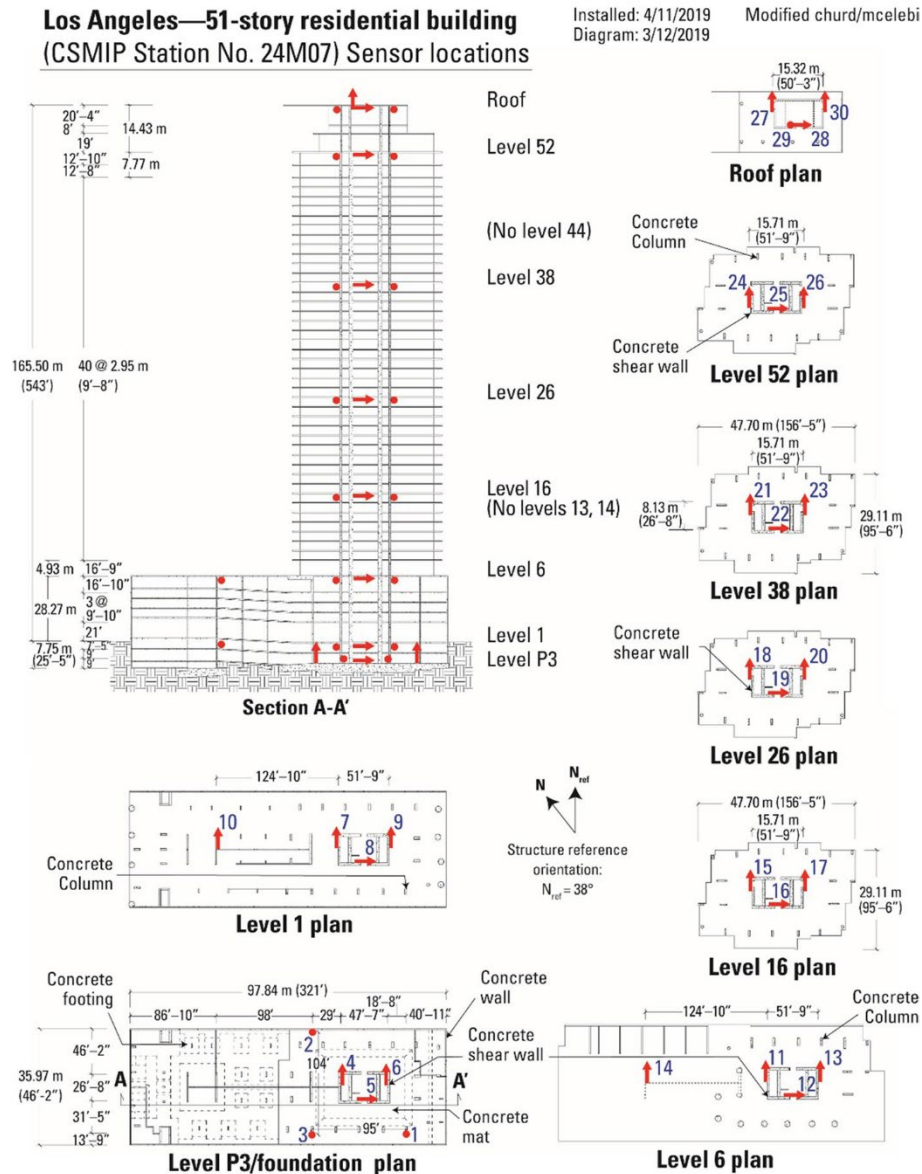 Los Angeles—51-story residential building
(CSMIP Station No. 24M07) Sensor locations
Installed: 4/11/2019
Diagram: 3/12/2019
Modified churd/mcelebi
20′–4″
8′
19′
12′–10″
12′–8″
14.43 m
7.77 m
165.50 m
(543′)
40 @ 2.95 m
(9′–8″)
4.93 m
16′–9″
16′–10″
3 @
9′–10″
28.27 m
21′
7.75 m
(25′–5″)
9′
9′
Roof
Level 52
(No level 44)
Level 38
Level 26
Level 16
(No levels 13, 14)
Level 6
Level 1
Level P3
Section A-A′
15.32 m
(50′–3″)
27
30
29
28
Roof plan
15.71 m
(51′–9″)
Concrete
Column
24
25
26
Concrete
shear wall
Level 52 plan
47.70 m (156′–5″)
15.71 m
(51′–9″)
21
23
22
8.13 m
(26′–8″)
29.11 m
(95′–6″)
Level 38 plan
Concrete
shear wall
18
20
19
Level 26 plan
47.70 m (156′–5″)
15.71 m
(51′–9″)
15
17
16
29.11 m
(95′–6″)
Level 16 plan
124′–10″
51′–9″
10
7
9
8
Concrete
Column
Level 1 plan
N
N ref
Structure reference
orientation:
N ref = 38°
Concrete
footing
97.84 m (321′)
18′–8″
86′–10″
98′
29′
47′–7″
40′–11″
Concrete
wall
Concrete
shear wall
Concrete
mat
46′–2″
35.97 m
(46′-2″)
26′–8″
31′–5″
13′–9″
A
A′
2
104′
4
6
5
3
95′
1
Level P3/foundation plan
124′–10″
51′–9″
Concrete
Column
14
11
13
12
Level 6 plan